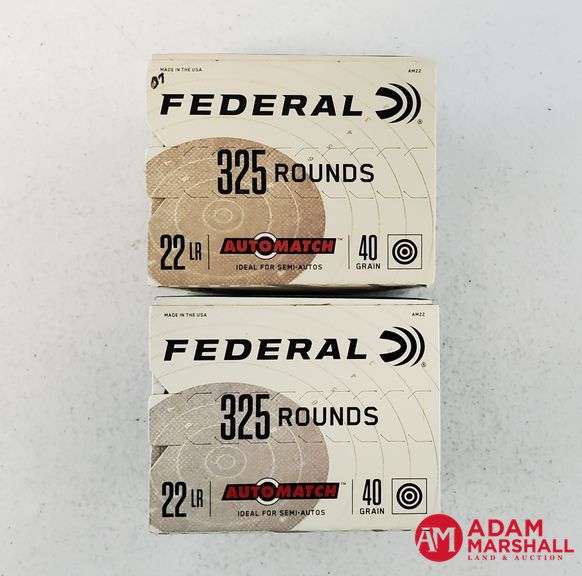 MADE IN THE USA AM22
07
FEDERAL®
325 ROUNDS
22 LR AUTOMATCH™ 40
IDEAL FOR SEMI-AUTOS GRAIN
MADE IN THE USA AM22
FEDERAL®
325 ROUNDS
22 LR AUTOMATCH™ 40
IDEAL FOR SEMI-AUTOS GRAIN
AM ADAM
MARSHALL
LAND & AUCTION